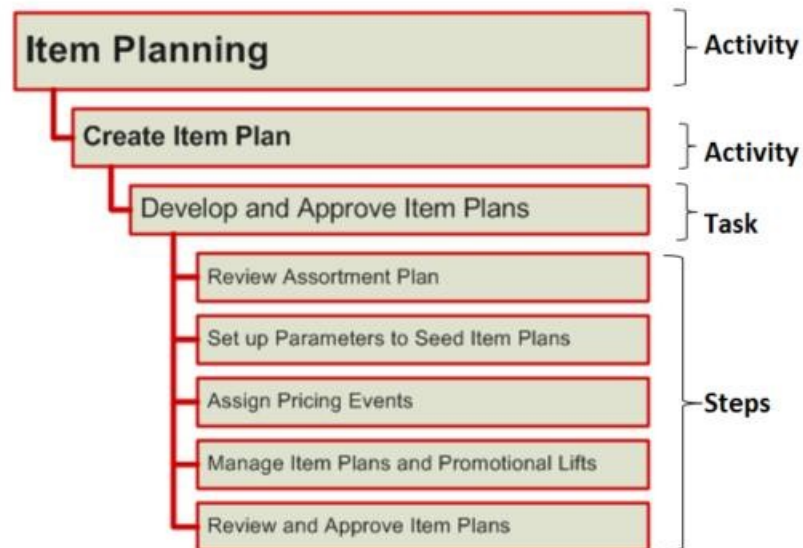 Item Planning
Activity
Create Item Plan
Activity
Develop and Approve Item Plans
Task
Review Assortment Plan
Set up Parameters to Seed Item Plans
Assign Pricing Events
Steps
Manage Item Plans and Promotional Lifts
Review and Approve Item Plans